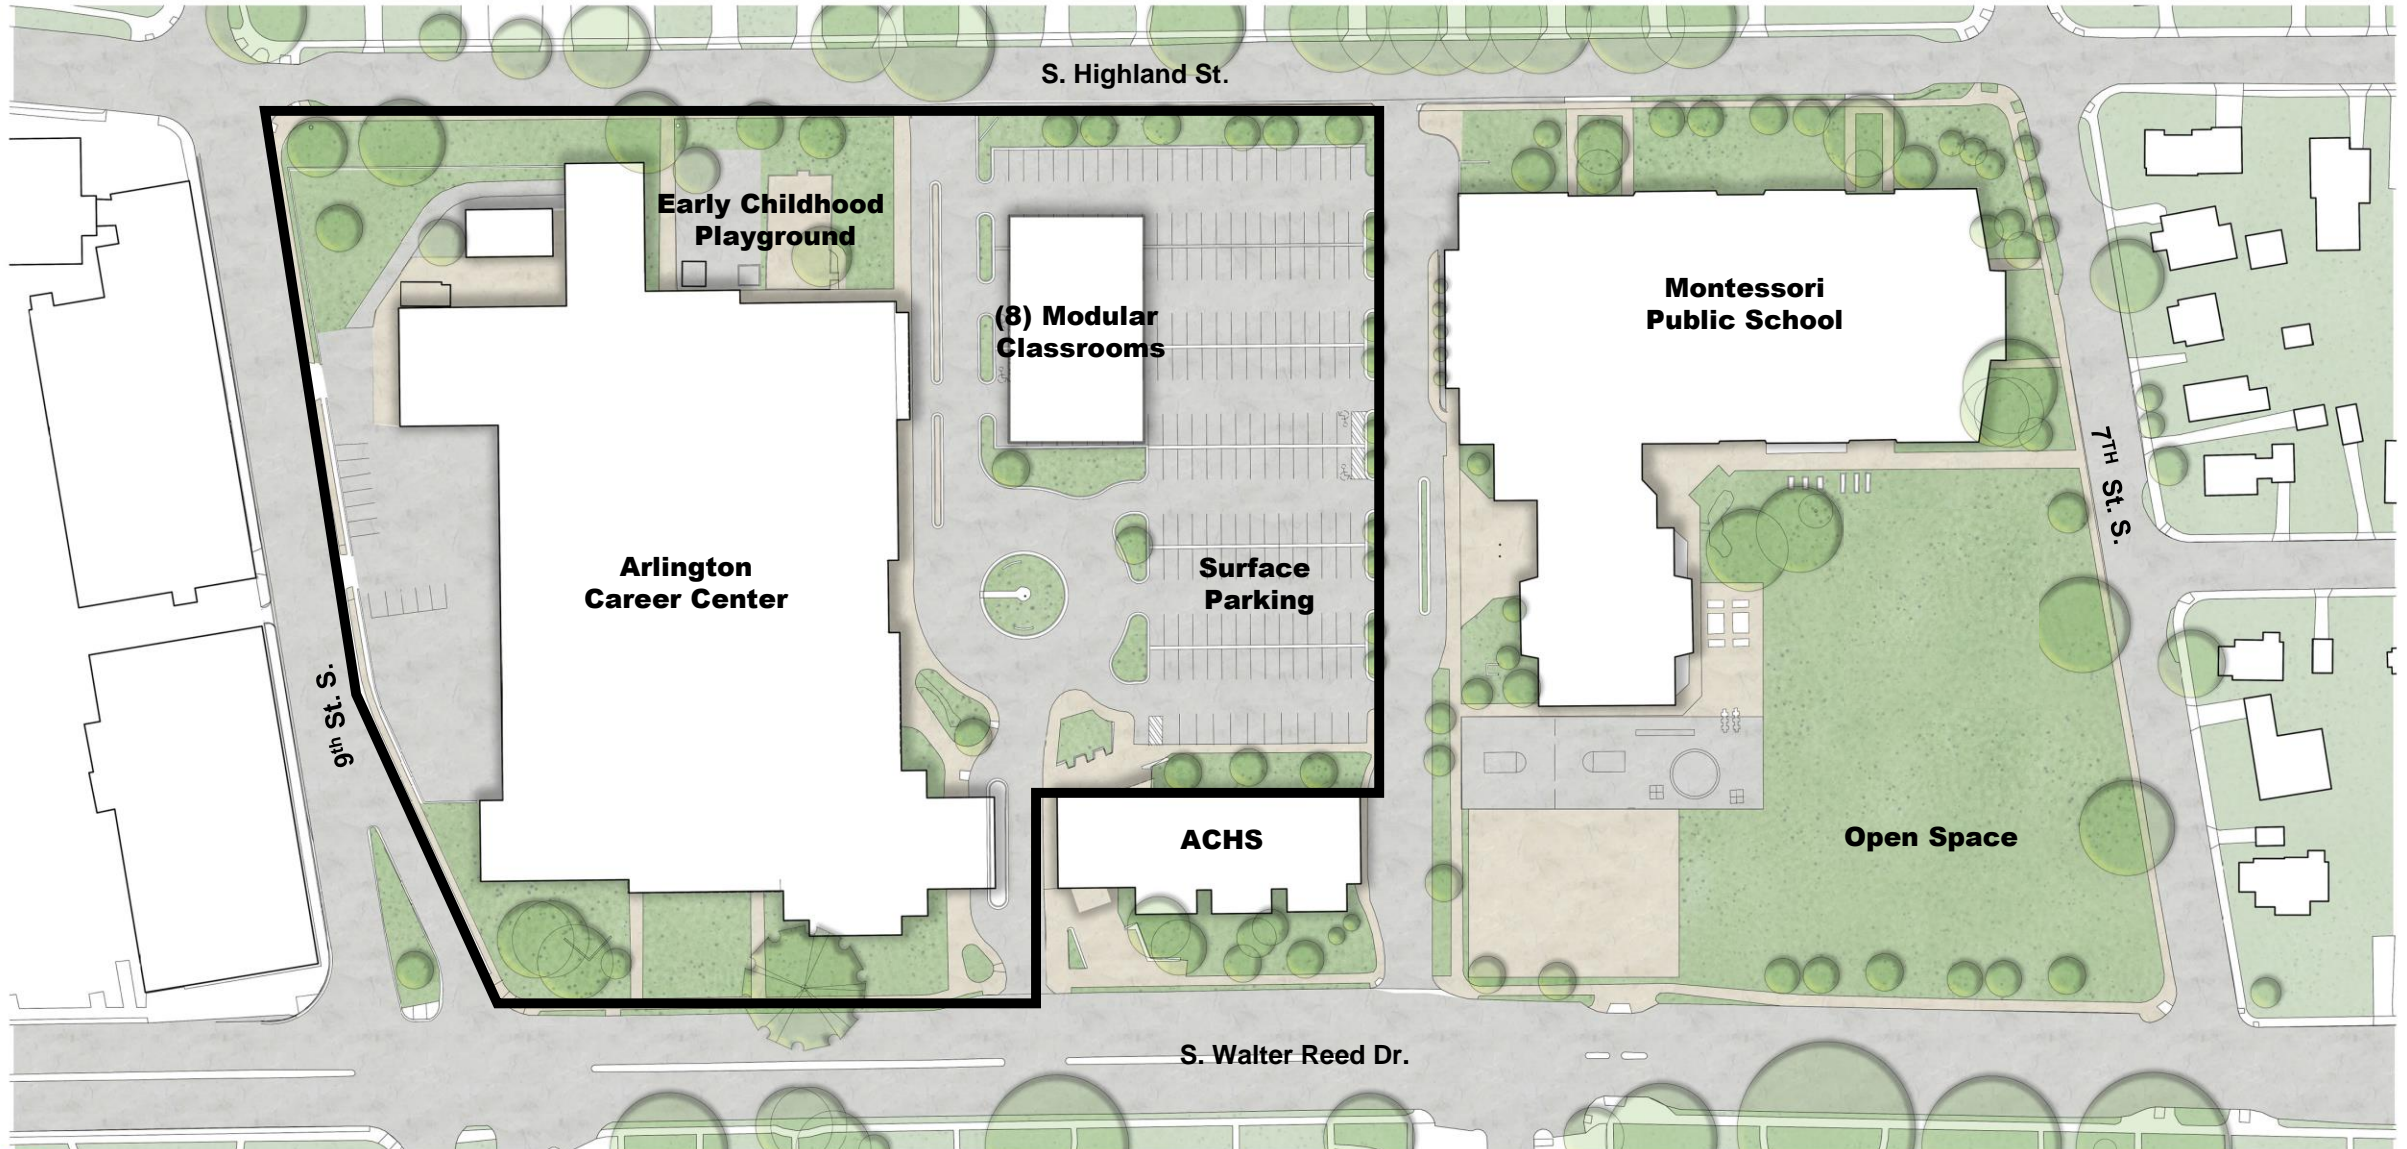 S. Highland St.
Early Childhood
Playground
(8) Modular
Classrooms
Montessori
Public School
7TH St. S.
Arlington
Career Center
Surface
Parking
9th St. S.
ACHS
Open Space
S. Walter Reed Dr.